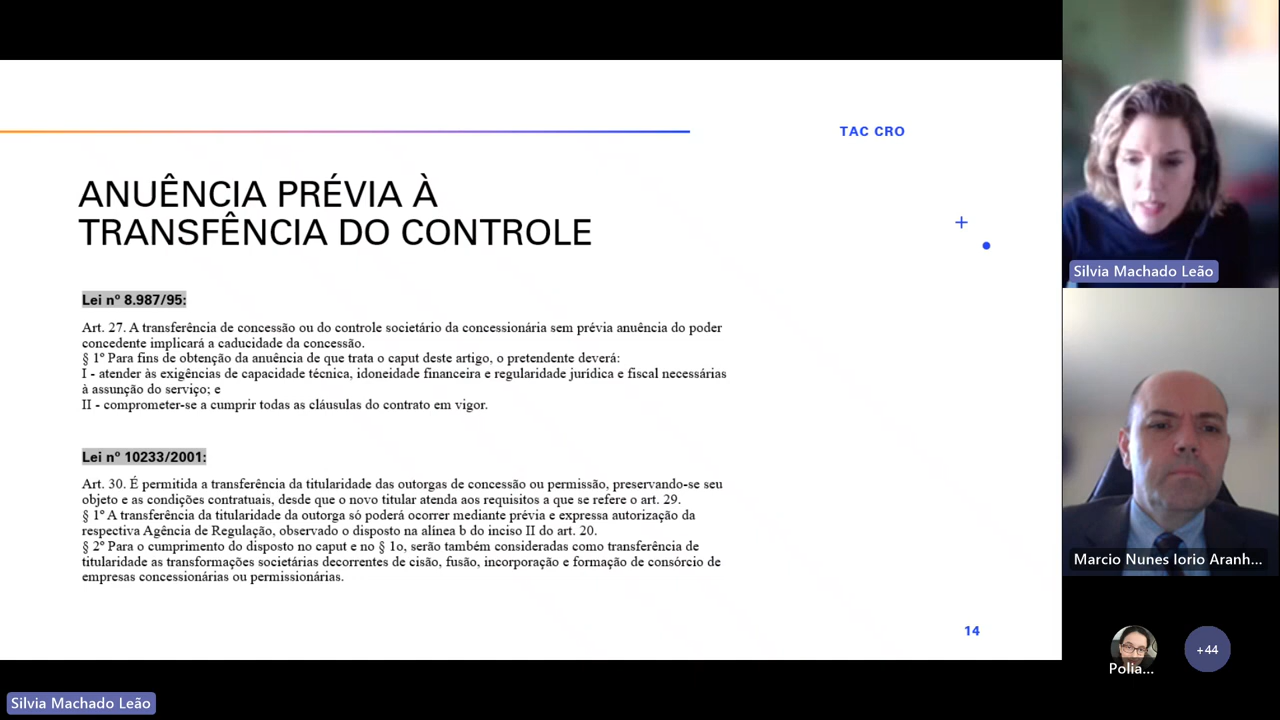 TAC CRO
ANUÊNCIA PRÉVIA À
TRANSFÊNCIA DO CONTROLE
Lei nº 8.987/95:
Art. 27. A transferência de concessão ou do controle societário da concessionária sem prévia anuência do poder
concedente implicará a caducidade da concessão.
§ 1º Para fins de obtenção da anuência de que trata o caput deste artigo, o pretendente deverá:
I - atender às exigências de capacidade técnica, idoneidade financeira e regularidade jurídica e fiscal necessárias
à assunção do serviço; e
II - comprometer-se a cumprir todas as cláusulas do contrato em vigor.
Lei nº 10233/2001:
Art. 30. É permitida a transferência da titularidade das outorgas de concessão ou permissão, preservando-se seu
objeto e as condições contratuais, desde que o novo titular atenda aos requisitos a que se refere o art. 29.
§ 1º A transferência da titularidade da outorga só poderá ocorrer mediante prévia e expressa autorização da
respectiva Agência de Regulação, observado o disposto na alínea b do inciso II do art. 20.
§ 2º Para o cumprimento do disposto no caput e no § 1o, serão também consideradas como transferência de
titularidade as transformações societárias decorrentes de cisão, fusão, incorporação e formação de consórcio de
empresas concessionárias ou permissionárias.
14
Silvia Machado Leão
Marcio Nunes Iorio Aranh...
Polia...
+44
Silvia Machado Leão